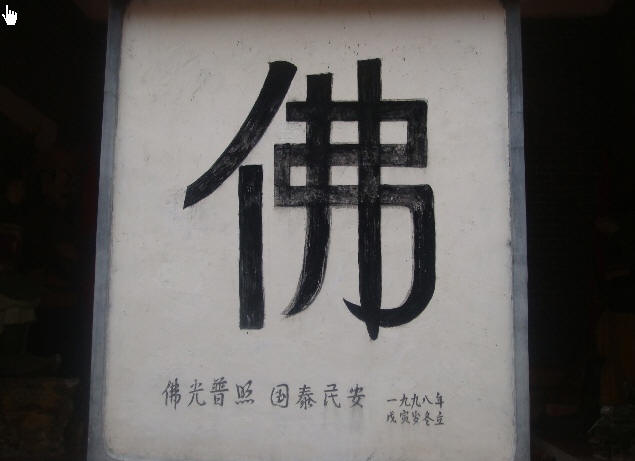 佛
佛光普照 国泰民安
一九九八年
戊寅岁冬立